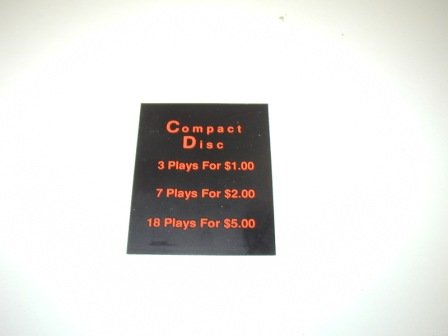 Compact
Disc
3 Plays For $1.00
7 Plays For $2.00
18 Plays For $5.00